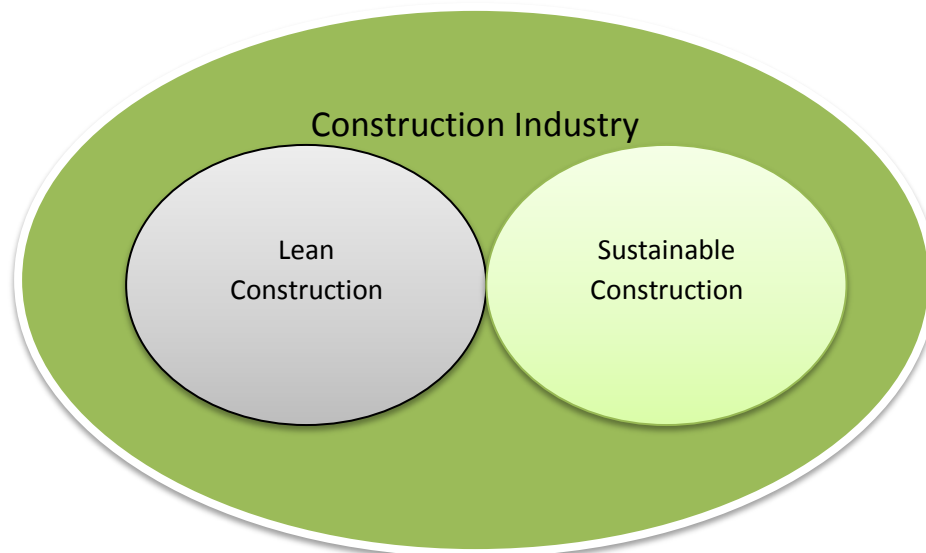 Construction Industry
Lean
Construction
Sustainable
Construction